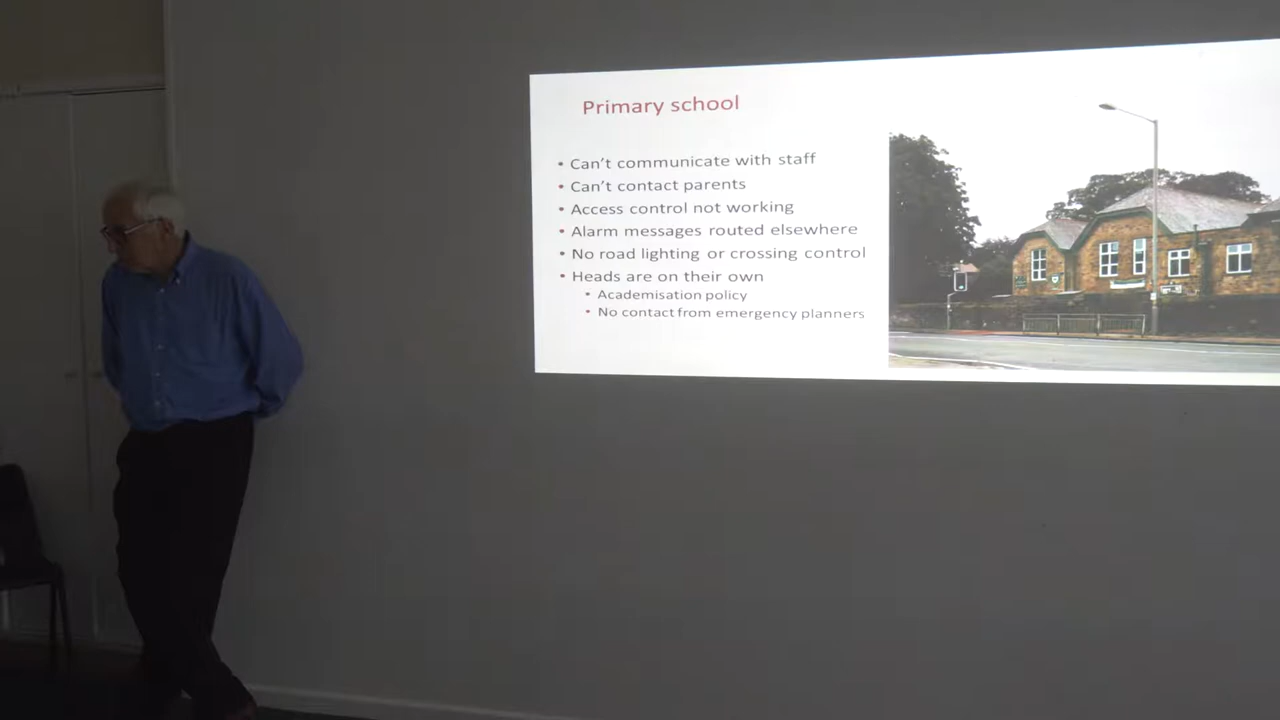 Primary school
• Can't communicate with staff
• Can't contact parents
• Access control not working
• Alarm messages routed elsewhere
• No road lighting or crossing control
• Heads are on their own
• Academisation policy
• No contact from emergency planners